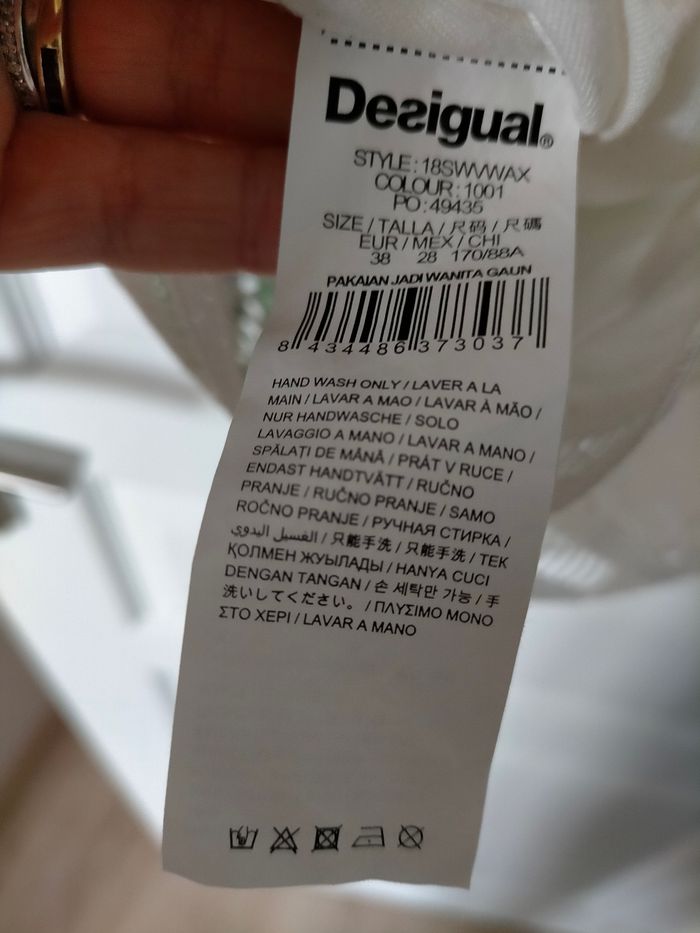 Desigual®
STYLE:18SWVWAX
COLOUR:1001
PO:49435
SIZE / TALLA / 尺码 / 尺碼
EUR / MEX / CHI
38 28 170/88A
PAKAIAN JADI WANITA GAUN
8 434486 373037
HAND WASH ONLY / LAVER A LA
MAIN / LAVAR A MAO / LAVAR À MÃO /
NUR HANDWASCHE / SOLO
LAVAGGIO A MANO / LAVAR A MANO /
SPĂLAȚI DE MÂNĂ / PRÁT V RUCE /
ENDAST HANDTVÄTT / RUČNO
PRANJE / RUČNO PRANJE / SAMO
ROČNO PRANJE / РУЧНАЯ СТИРКА /
الغسيل اليدوي / 只能手洗 / 只能手洗 / ТЕК
ҚОЛМЕН ЖУЫЛАДЫ / HANYA CUCI
DENGAN TANGAN / 손 세탁만 가능 / 手
洗いしてください。 / ΠΛΥΣΙΜΟ ΜΟΝΟ
ΣΤΟ ΧΕΡΙ / LAVAR A MANO